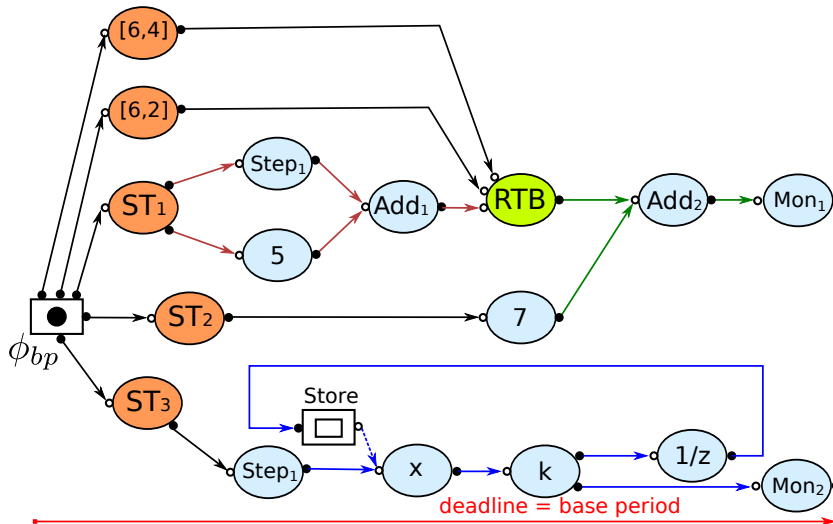 [6,4]
[6,2]
Step₁
ST₁
Add₁
RTB
Add₂
Mon₁
5
ST₂
7
ϕ_bp
ST₃
Store
Step₁
x
k
1/z
Mon₂
deadline = base period